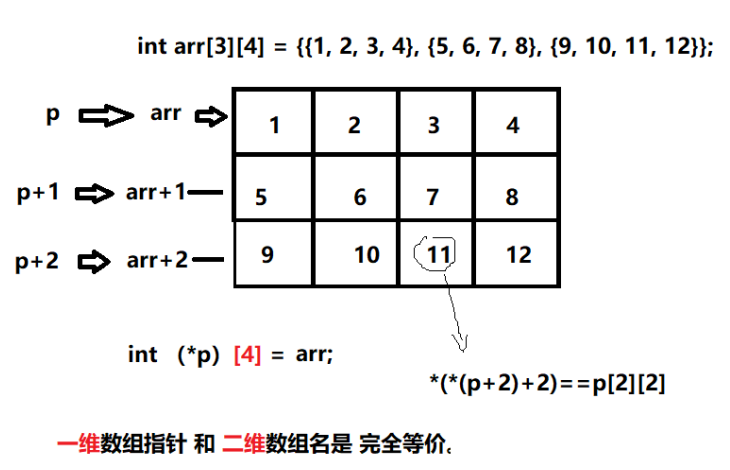 int arr[3][4] = {{1, 2, 3, 4}, {5, 6, 7, 8}, {9, 10, 11, 12}};
p arr 1 2 3 4
p+1 arr+1 5 6 7 8
p+2 arr+2 9 10 11 12
int （*p）[4] = arr;
*(*(p+2)+2)==p[2][2]
一维数组指针 和 二维数组名是 完全等价。